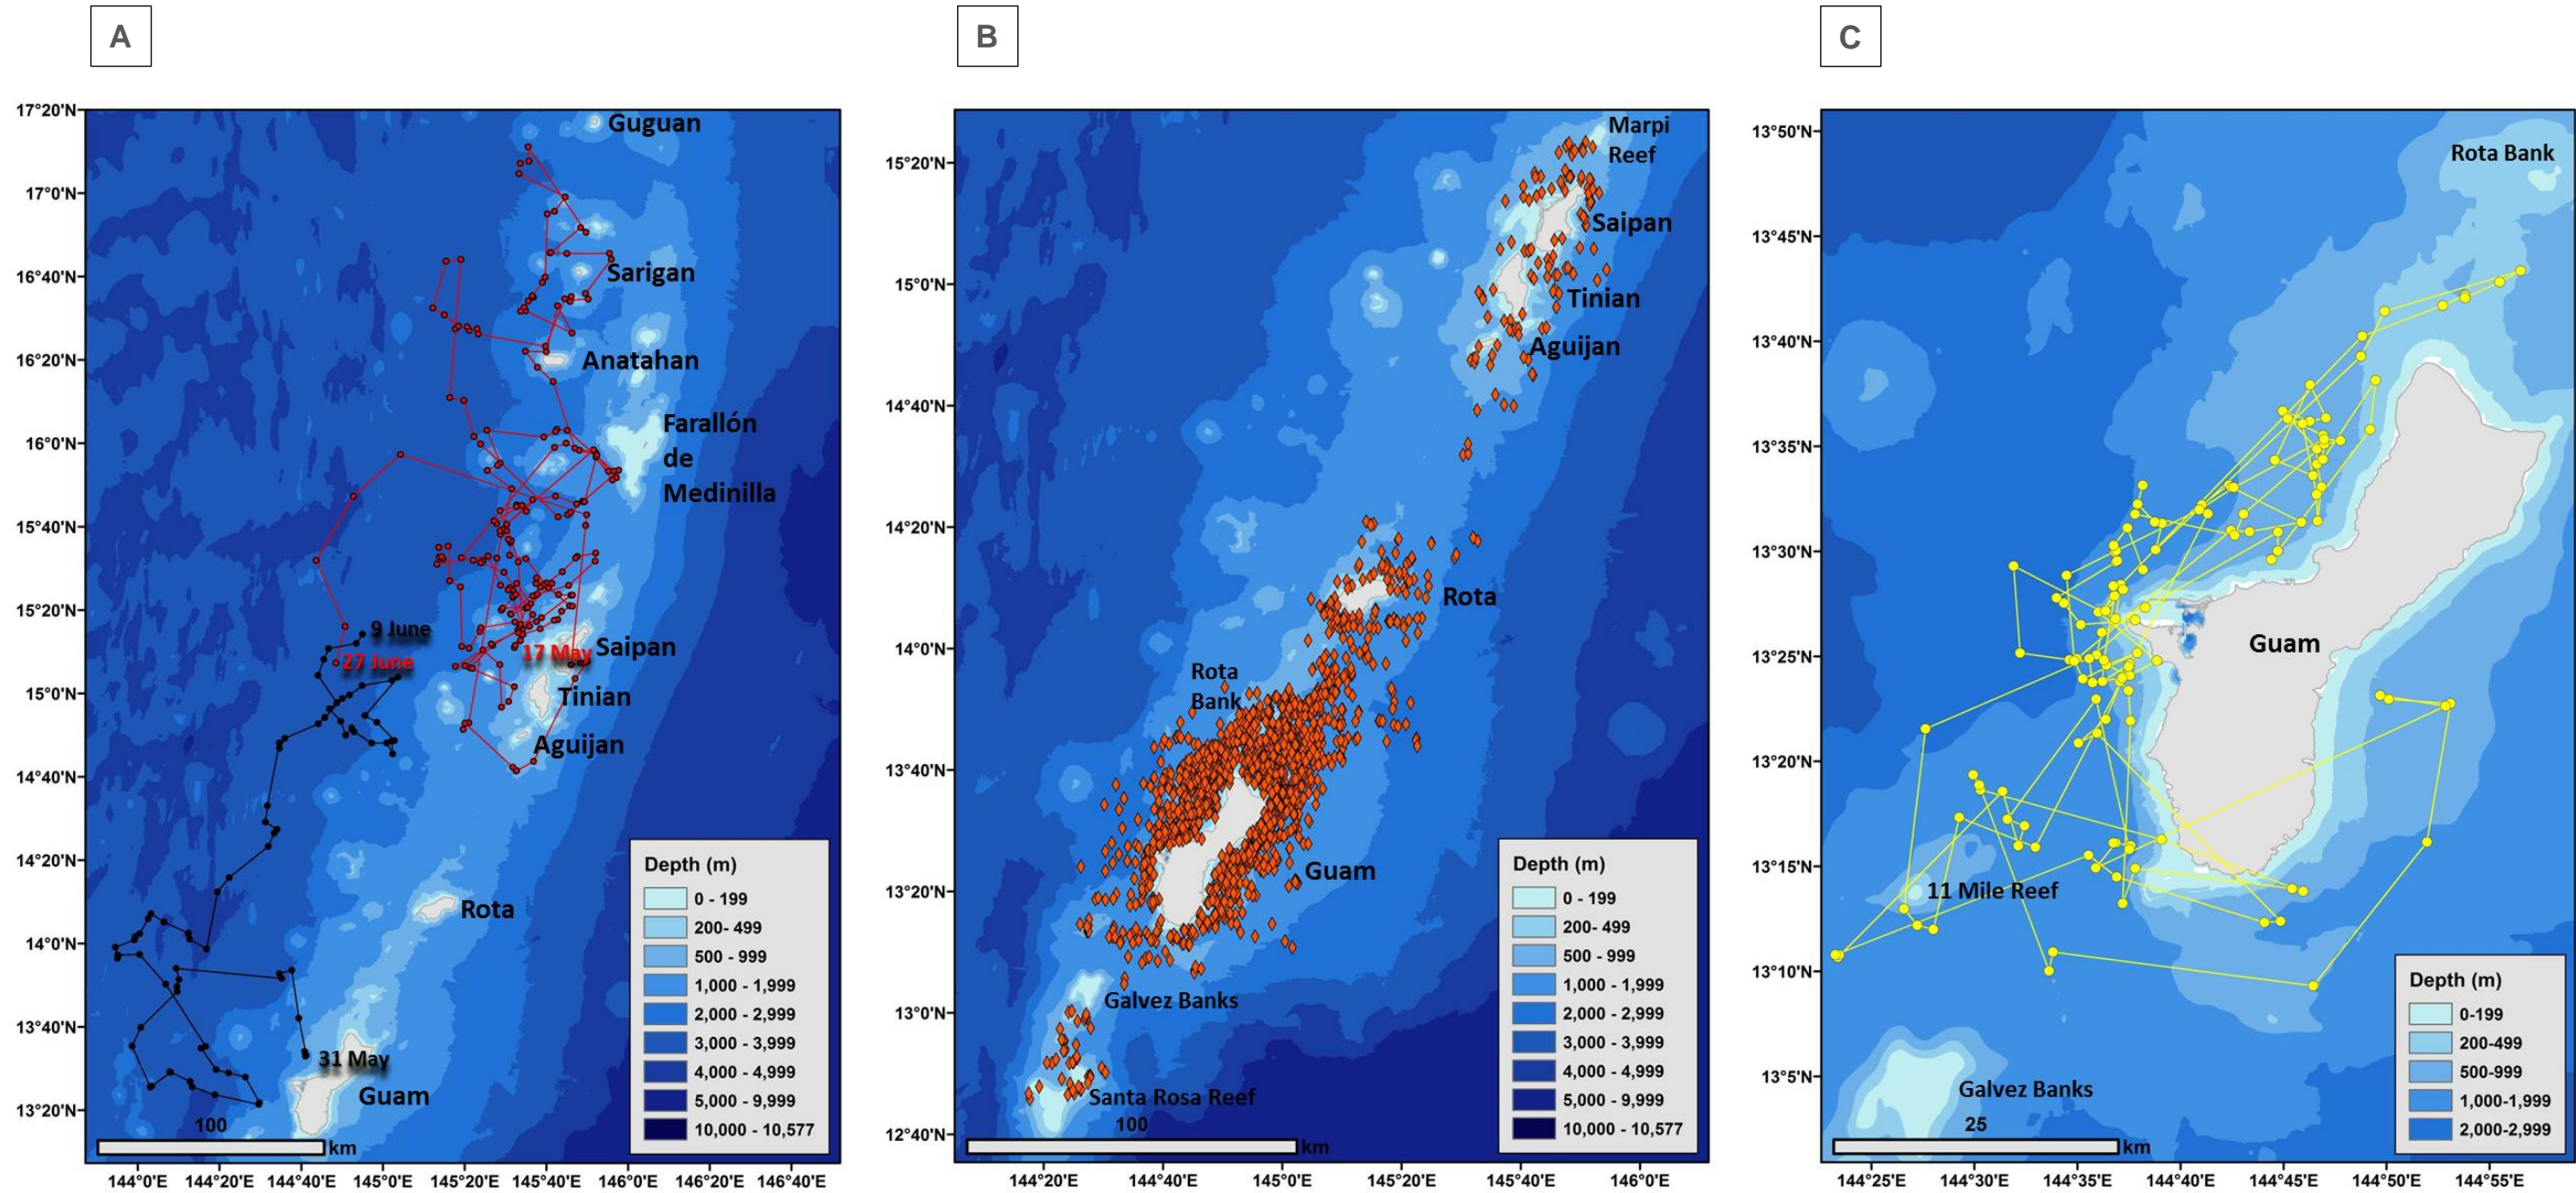 A
17°20'N
17°0'N
16°40'N
16°20'N
16°0'N
15°40'N
15°20'N
15°0'N
14°40'N
14°20'N
14°0'N
13°40'N
13°20'N
Guguan
Sarigan
Anatahan
Farallón
de
Medinilla
9 June
27 June
17 May
Saipan
Tinian
Aguijan
Rota
31 May
Guam
100
km
Depth (m)
0 - 199
200- 499
500 - 999
1,000 - 1,999
2,000 - 2,999
3,000 - 3,999
4,000 - 4,999
5,000 - 9,999
10,000 - 10,577
144°0'E 144°20'E 144°40'E 145°0'E 145°20'E 145°40'E 146°0'E 146°20'E 146°40'E
B
15°20'N
15°0'N
14°40'N
14°20'N
14°0'N
13°40'N
13°20'N
13°0'N
12°40'N
Marpi
Reef
Saipan
Tinian
Aguijan
Rota
Rota
Bank
Guam
Galvez Banks
Santa Rosa Reef
100
km
Depth (m)
0 - 199
200- 499
500 - 999
1,000 - 1,999
2,000 - 2,999
3,000 - 3,999
4,000 - 4,999
5,000 - 9,999
10,000 - 10,577
144°20'E 144°40'E 145°0'E 145°20'E 145°40'E 146°0'E
C
13°50'N
13°45'N
13°40'N
13°35'N
13°30'N
13°25'N
13°20'N
13°15'N
13°10'N
13°5'N
Rota Bank
Guam
11 Mile Reef
Galvez Banks
25
km
Depth (m)
0-199
200-499
500-999
1,000-1,999
2,000-2,999
144°25'E 144°30'E 144°35'E 144°40'E 144°45'E 144°50'E 144°55'E